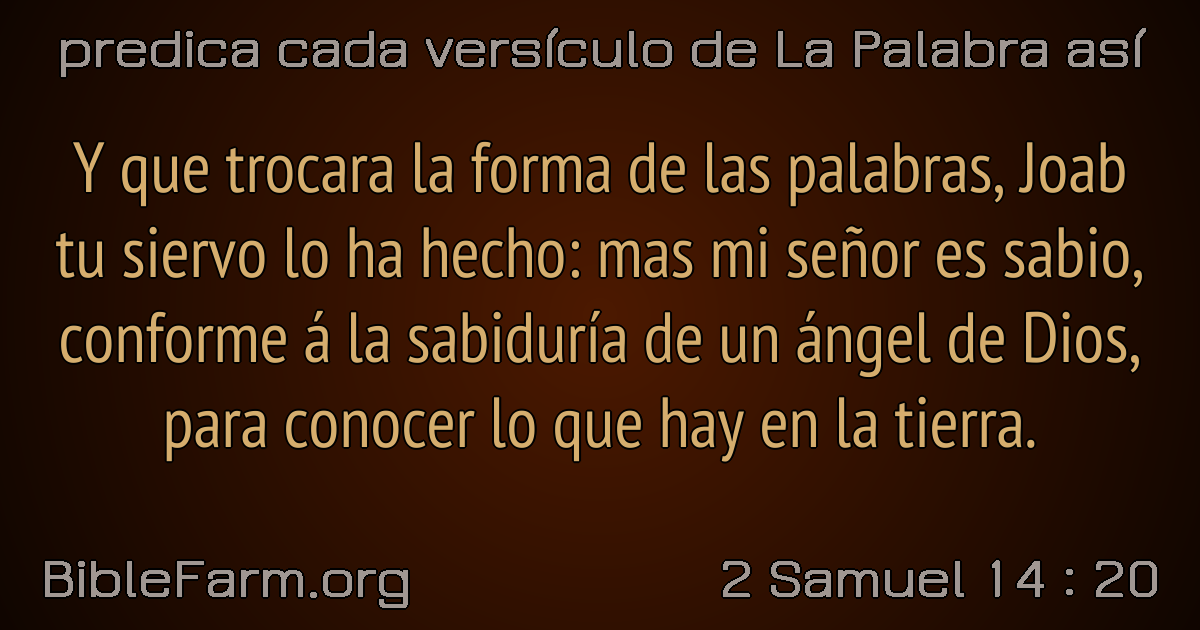 predica cada versículo de La Palabra así
Y que trocara la forma de las palabras, Joab
tu siervo lo ha hecho: mas mi señor es sabio,
conforme á la sabiduría de un ángel de Dios,
para conocer lo que hay en la tierra.
BibleFarm.org
2 Samuel 14 : 20